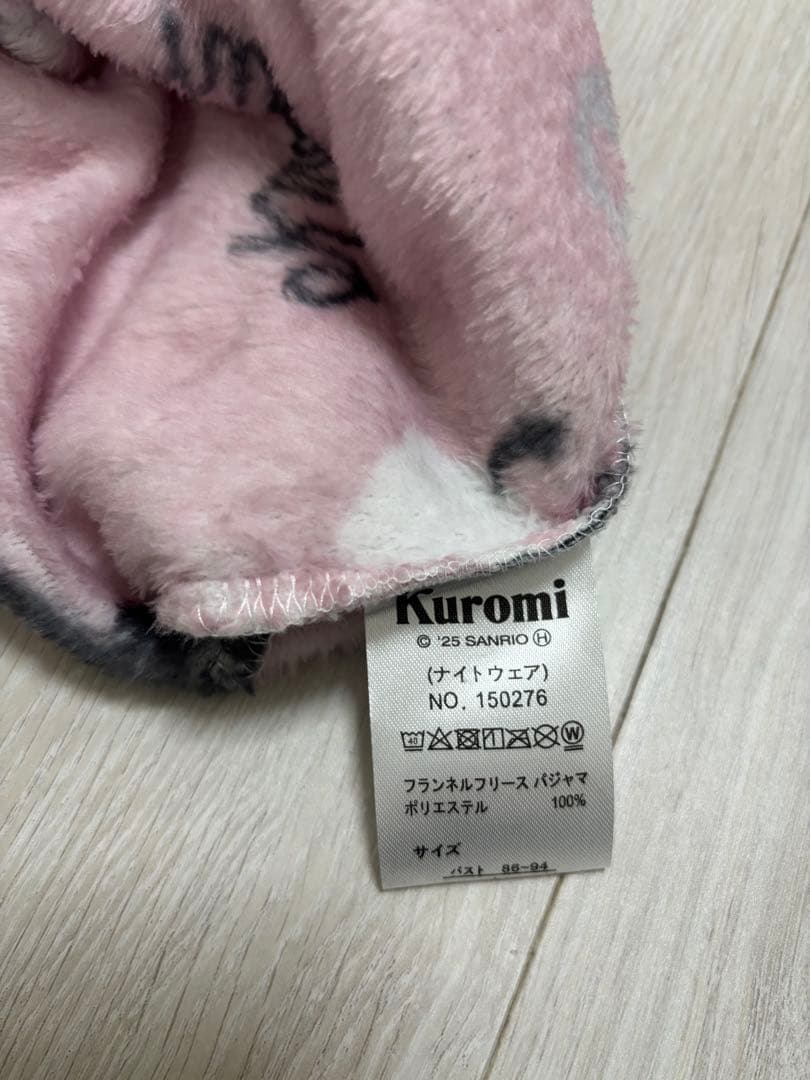 Kuromi
© '25 SANRIO Ⓗ
(ナイトウェア)
NO. 150276
40
フランネルフリース パジャマ
ポリエステル 100%
サイズ
バスト 86~94